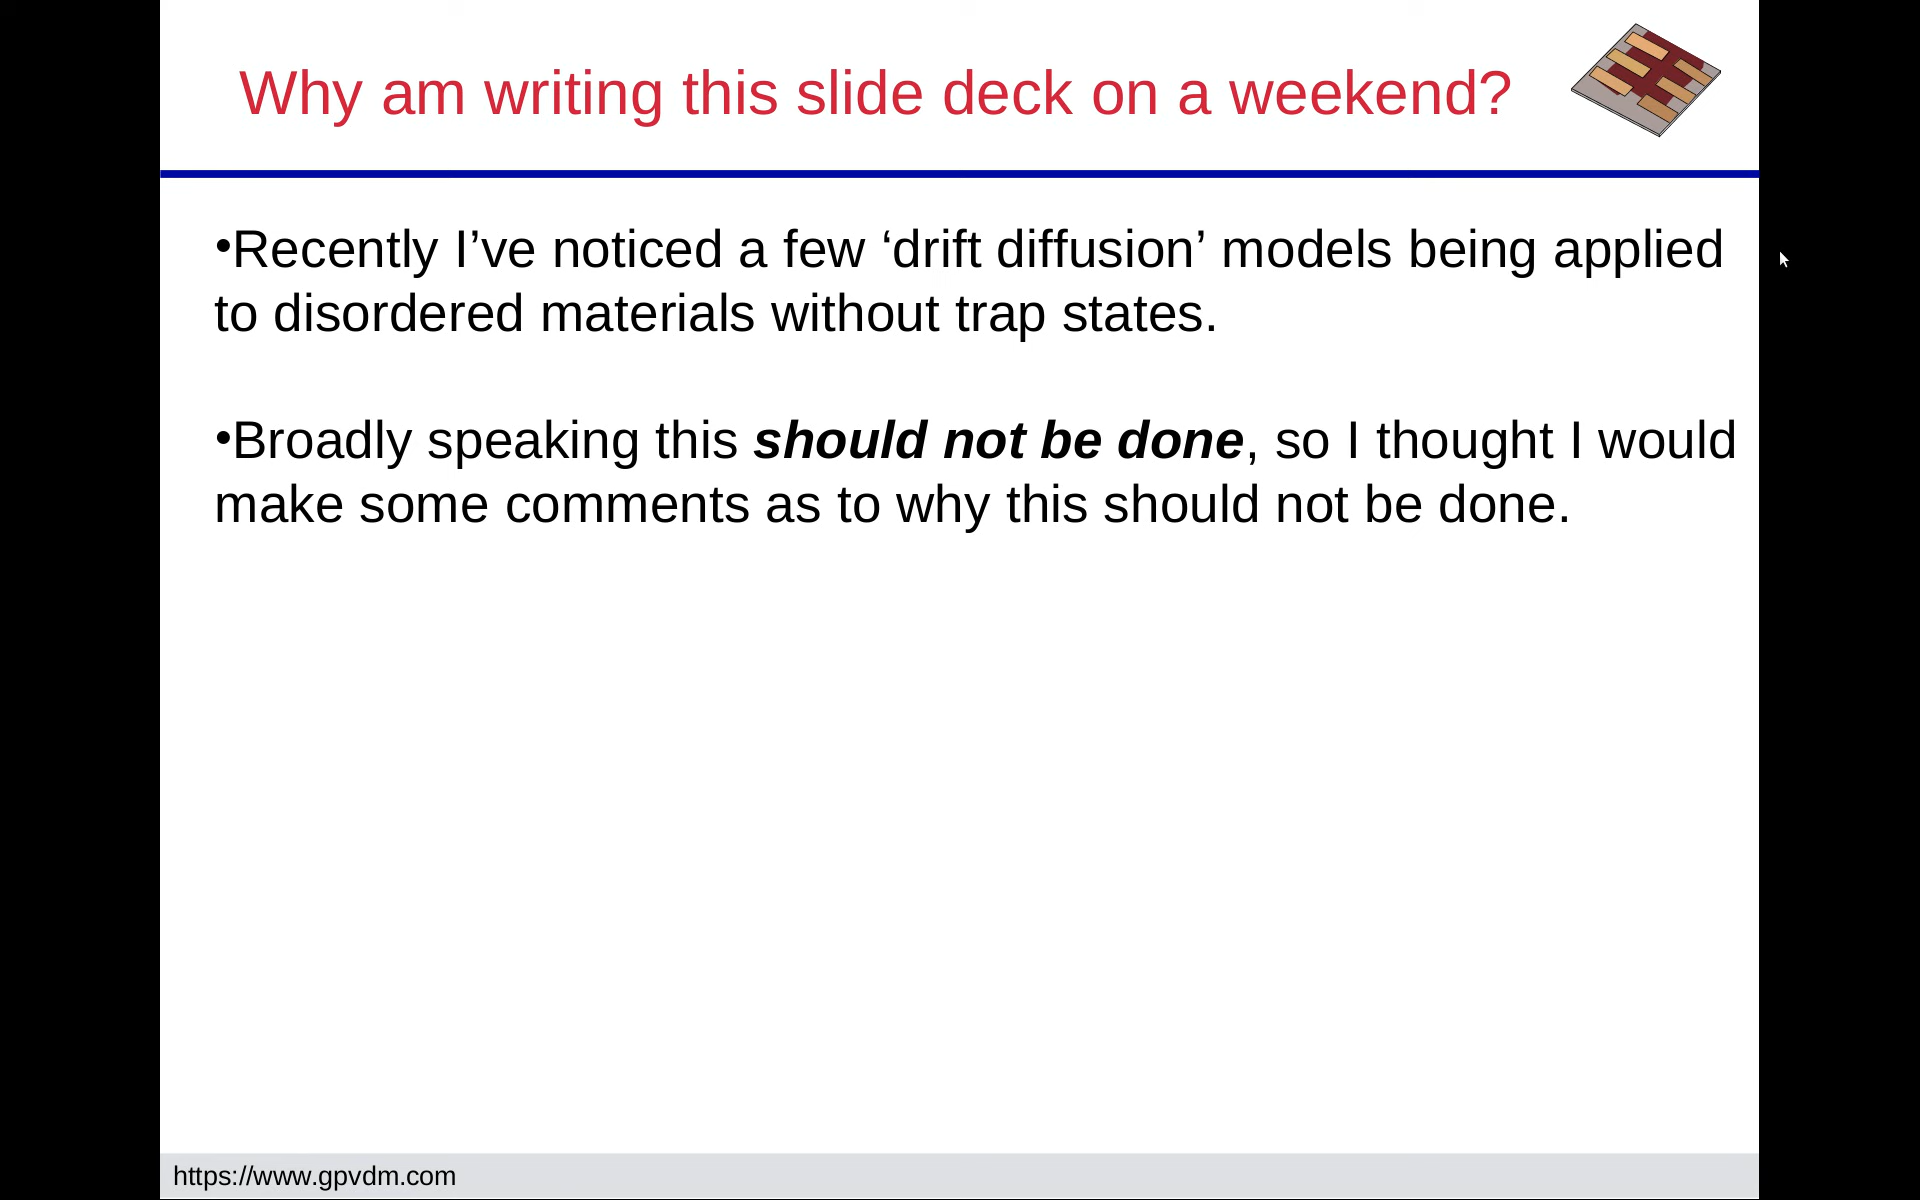 Why am writing this slide deck on a weekend?
•Recently I’ve noticed a few ‘drift diffusion’ models being applied
to disordered materials without trap states.
•Broadly speaking this should not be done, so I thought I would
make some comments as to why this should not be done.
https://www.gpvdm.com